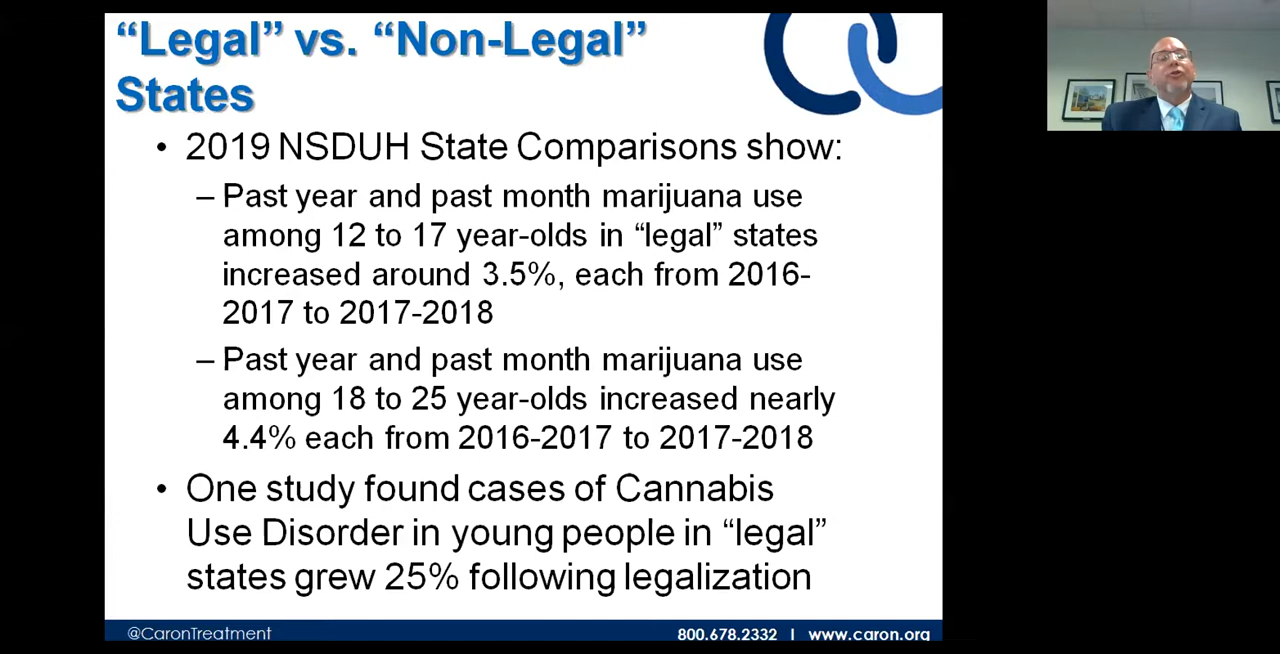 “Legal” vs. “Non-Legal”
States
• 2019 NSDUH State Comparisons show:
– Past year and past month marijuana use
among 12 to 17 year-olds in “legal” states
increased around 3.5%, each from 2016-
2017 to 2017-2018
– Past year and past month marijuana use
among 18 to 25 year-olds increased nearly
4.4% each from 2016-2017 to 2017-2018
• One study found cases of Cannabis
Use Disorder in young people in “legal”
states grew 25% following legalization
@CaronTreatment 800.678.2332 | www.caron.org